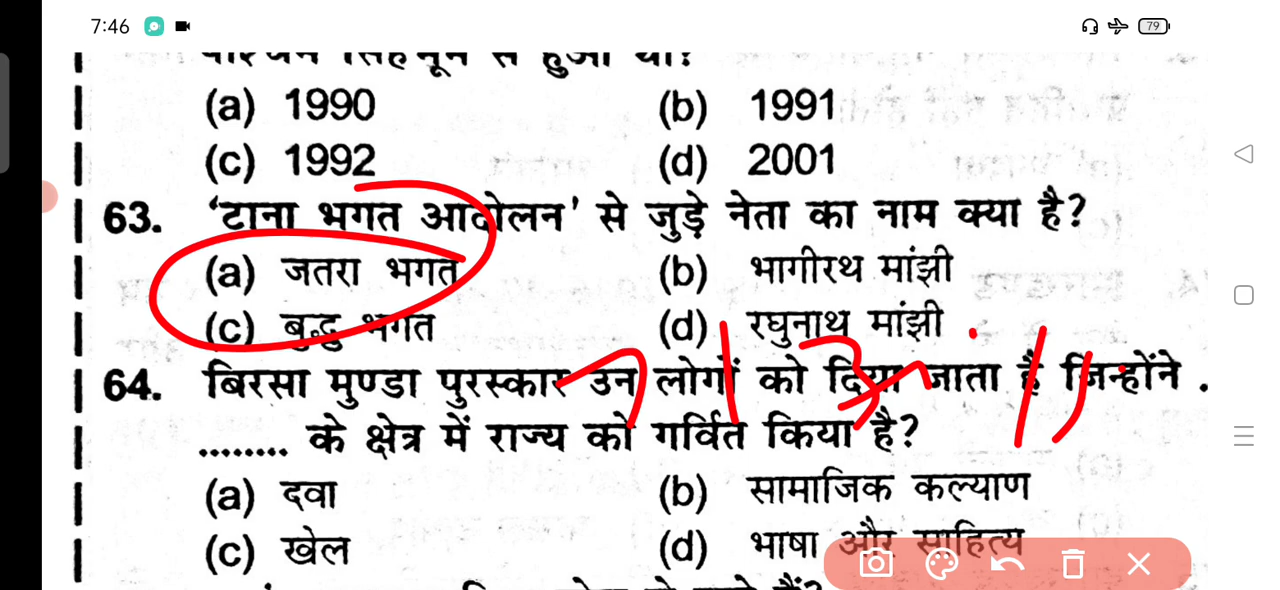 7:46
79
(a) 1990 (b) 1991
(c) 1992 (d) 2001
63. 'टाना भगत आदोलन' से जुड़े नेता का नाम क्या है?
(a) जतरा भगत (b) भागीरथ मांझी
(c) बुद्धु भगत (d) रघुनाथ मांझी
64. बिरसा मुण्डा पुरस्कार उन लोगों को दिया जाता है जिन्होंने
........ के क्षेत्र में राज्य को गर्वित किया है?
(a) दवा (b) सामाजिक कल्याण
(c) खेल (d) भाषा और साहित्य